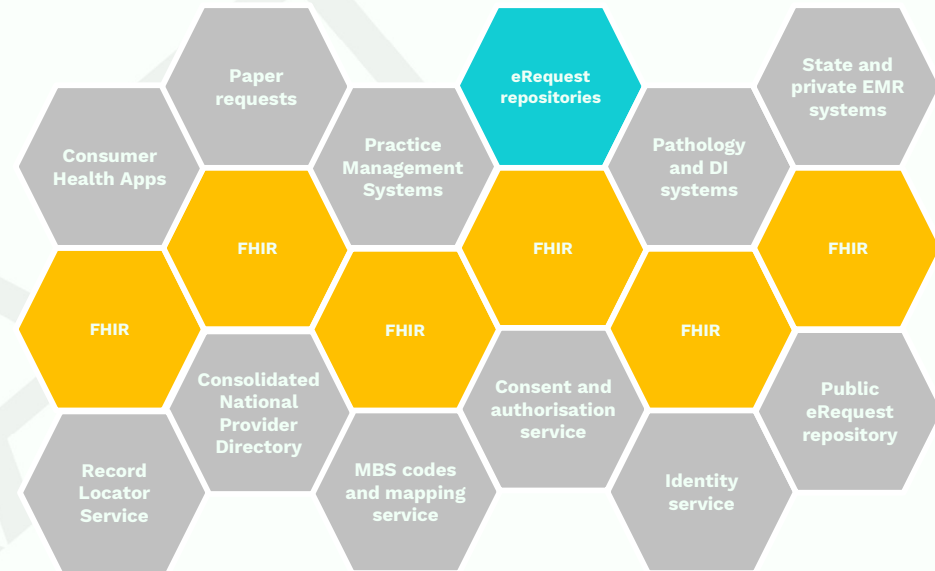 Paper
requests
eRequest
repositories
State and
private EMR
systems
Consumer
Health Apps
Practice
Management
Systems
Pathology
and DI
systems
FHIR
FHIR
FHIR
FHIR
FHIR
FHIR
Consolidated
National
Provider
Directory
Consent and
authorisation
service
Public
eRequest
repository
Record
Locator
Service
MBS codes
and mapping
service
Identity
service